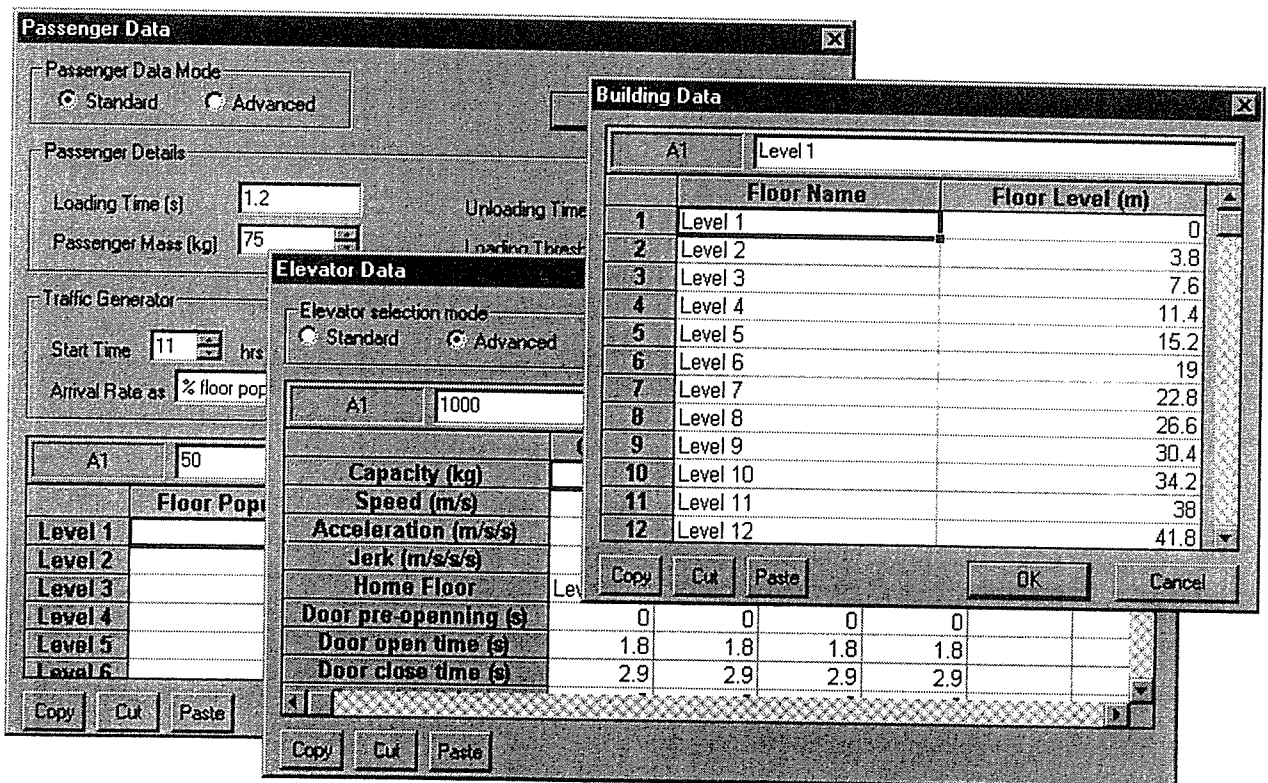 Passenger Data
Passenger Data Mode
Standard Advanced
Passenger Details
Loading Time (s) 1.2 Unloading Time
Passenger Mass (kg) 75 Loading Thresh
Traffic Generator
Start Time 11 hrs
Arrival Rate as % floor pop
A1 50
Floor Popu
Level 1
Level 2
Level 3
Level 4
Level 5
Level 6
Copy Cut Paste
Elevator Data
Elevator selection mode
Standard Advanced
A1 1000
Capacity (kg)
Speed (m/s)
Acceleration (m/s/s)
Jerk (m/s/s/s)
Home Floor Lev
Door pre-openning (s) 0 0 0 0
Door open time (s) 1.8 1.8 1.8 1.8
Door close time (s) 2.9 2.9 2.9 2.9
Copy Cut Paste
Building Data
A1 Level 1
Floor Name Floor Level (m)
1 Level 1 0
2 Level 2 3.8
3 Level 3 7.6
4 Level 4 11.4
5 Level 5 15.2
6 Level 6 19
7 Level 7 22.8
8 Level 8 26.6
9 Level 9 30.4
10 Level 10 34.2
11 Level 11 38
12 Level 12 41.8
Copy Cut Paste OK Cancel